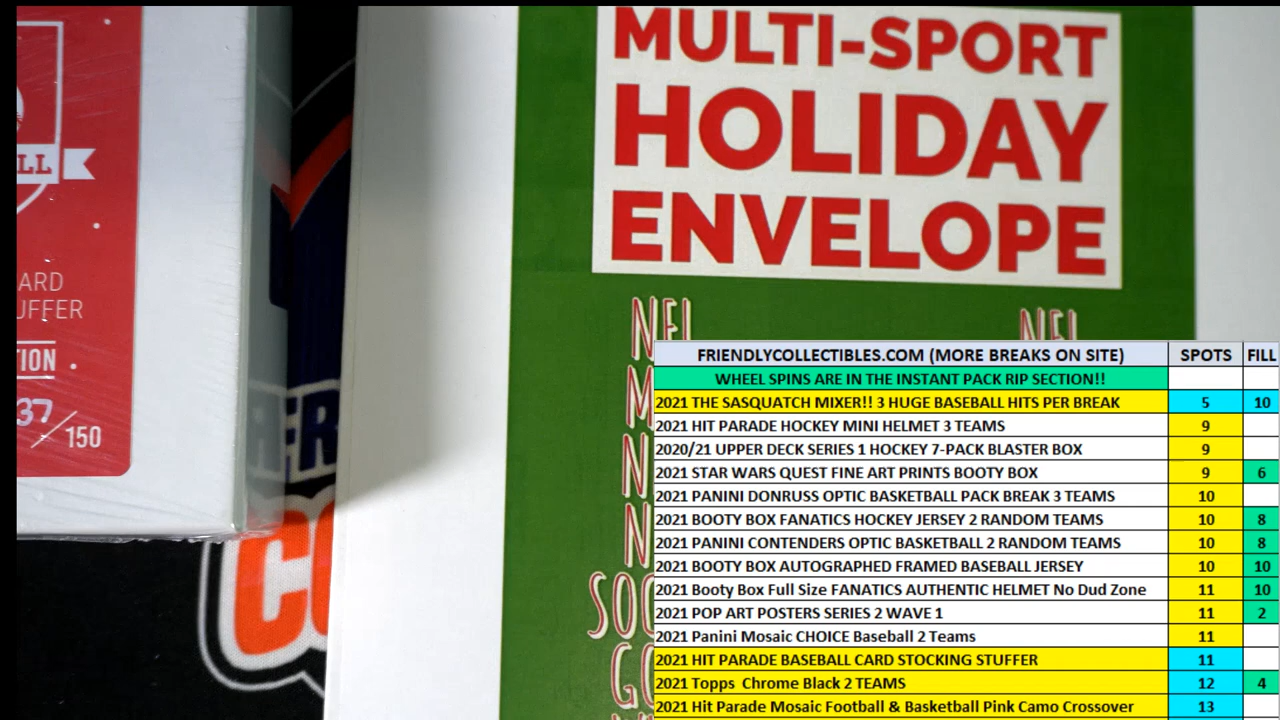 LL
ARD
UFFER
ION
37/150
MULTI-SPORT
HOLIDAY
ENVELOPE
NFL
NFL
FRIENDLYCOLLECTIBLES.COM (MORE BREAKS ON SITE) SPOTS FILL
WHEEL SPINS ARE IN THE INSTANT PACK RIP SECTION!!
2021 THE SASQUATCH MIXER!! 3 HUGE BASEBALL HITS PER BREAK 5 10
2021 HIT PARADE HOCKEY MINI HELMET 3 TEAMS 9
2020/21 UPPER DECK SERIES 1 HOCKEY 7-PACK BLASTER BOX 9
2021 STAR WARS QUEST FINE ART PRINTS BOOTY BOX 9 6
2021 PANINI DONRUSS OPTIC BASKETBALL PACK BREAK 3 TEAMS 10
2021 BOOTY BOX FANATICS HOCKEY JERSEY 2 RANDOM TEAMS 10 8
2021 PANINI CONTENDERS OPTIC BASKETBALL 2 RANDOM TEAMS 10 8
2021 BOOTY BOX AUTOGRAPHED FRAMED BASEBALL JERSEY 10 10
2021 Booty Box Full Size FANATICS AUTHENTIC HELMET No Dud Zone 11 10
2021 POP ART POSTERS SERIES 2 WAVE 1 11 2
2021 Panini Mosaic CHOICE Baseball 2 Teams 11
2021 HIT PARADE BASEBALL CARD STOCKING STUFFER 11
2021 Topps Chrome Black 2 TEAMS 12 4
2021 Hit Parade Mosaic Football & Basketball Pink Camo Crossover 13